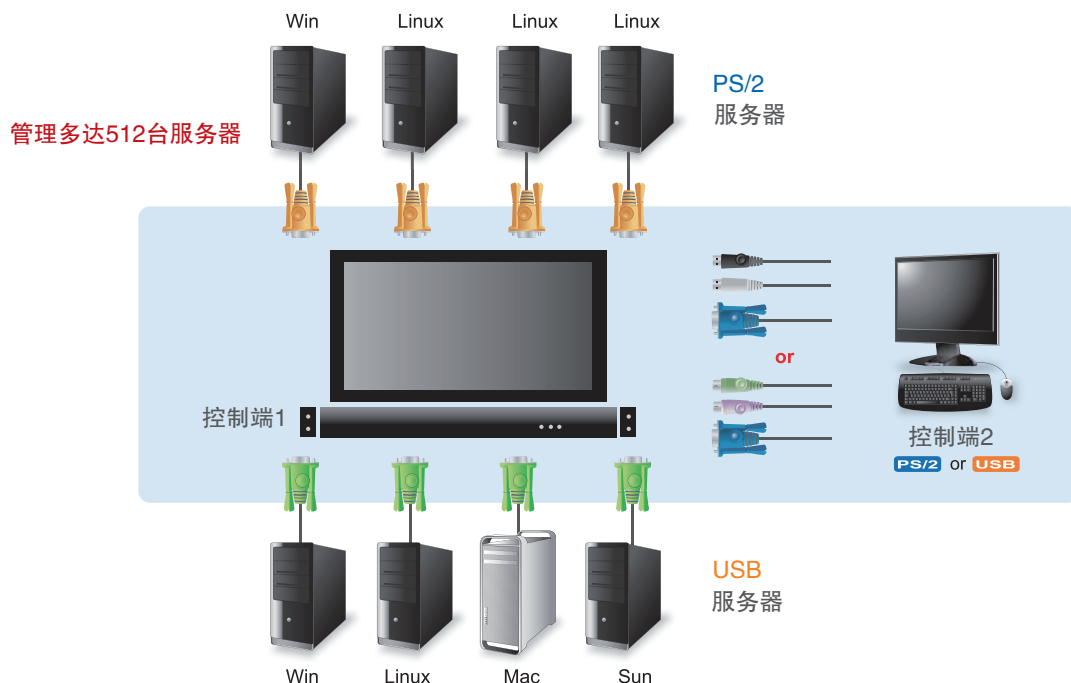 Win
Linux
Linux
Linux
PS/2
服务器
管理多达512台服务器
or
控制端1
控制端2
PS/2 or USB
USB
服务器
Win
Linux
Mac
Sun